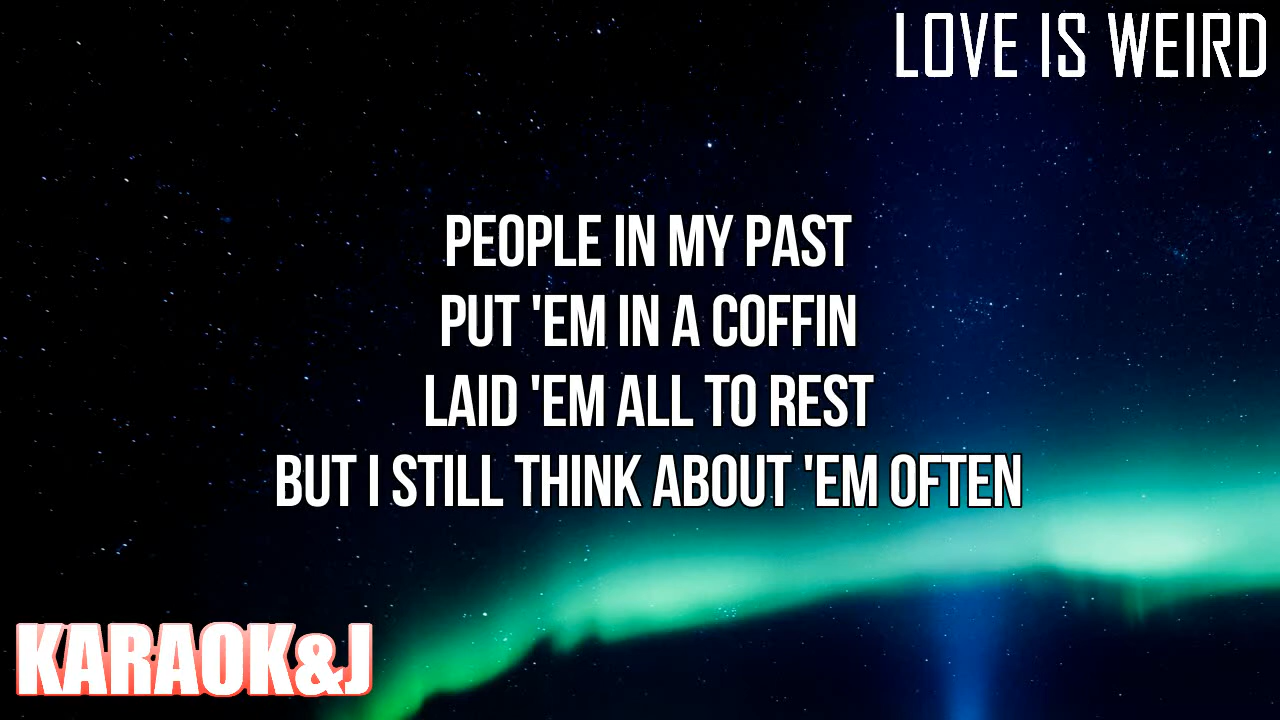 LOVE IS WEIRD
PEOPLE IN MY PAST
PUT 'EM IN A COFFIN
LAID 'EM ALL TO REST
BUT I STILL THINK ABOUT 'EM OFTEN
KARAOK&J